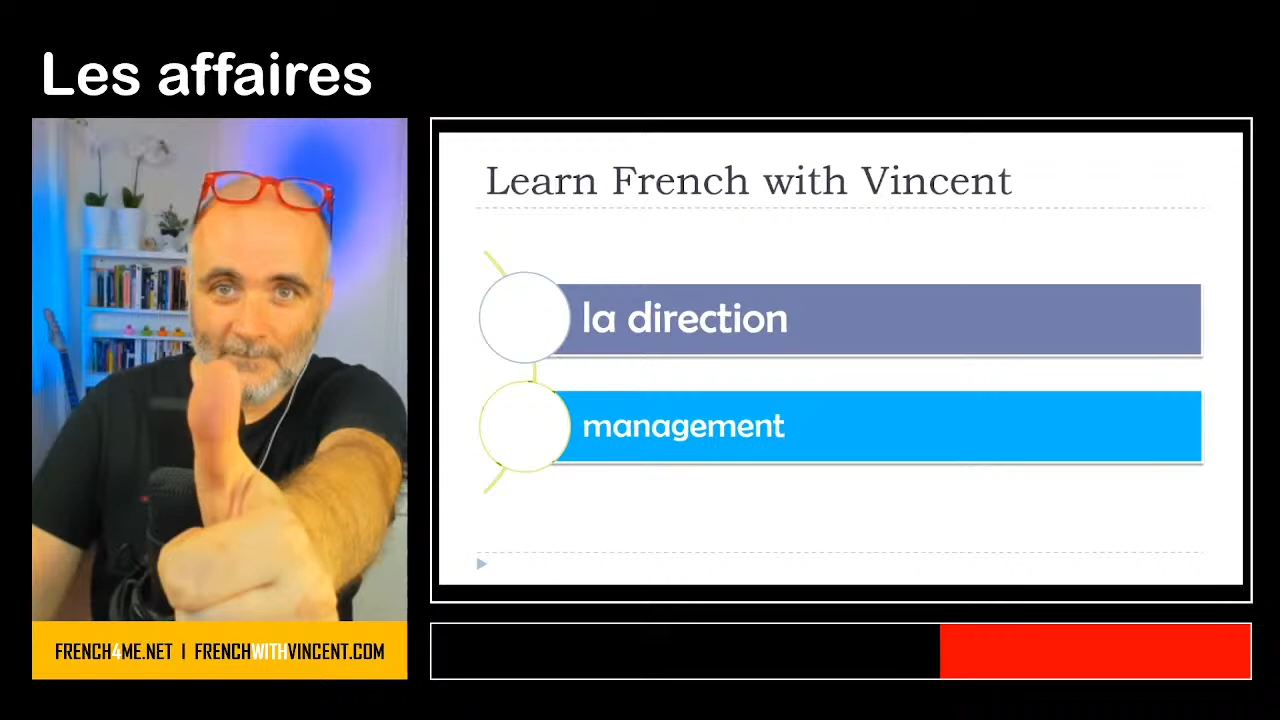 Les affaires
Learn French with Vincent
la direction
management
FRENCH4ME.NET I FRENCHWITHVINCENT.COM